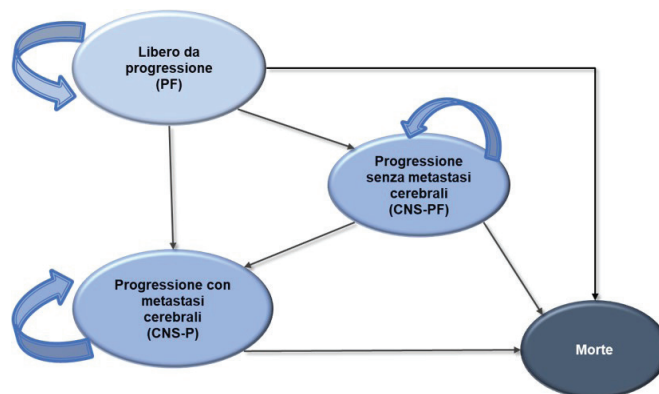 Libero da
progressione
(PF)
Progressione
senza metastasi
cerebrali
(CNS-PF)
Progressione con
metastasi
cerebrali
(CNS-P)
Morte